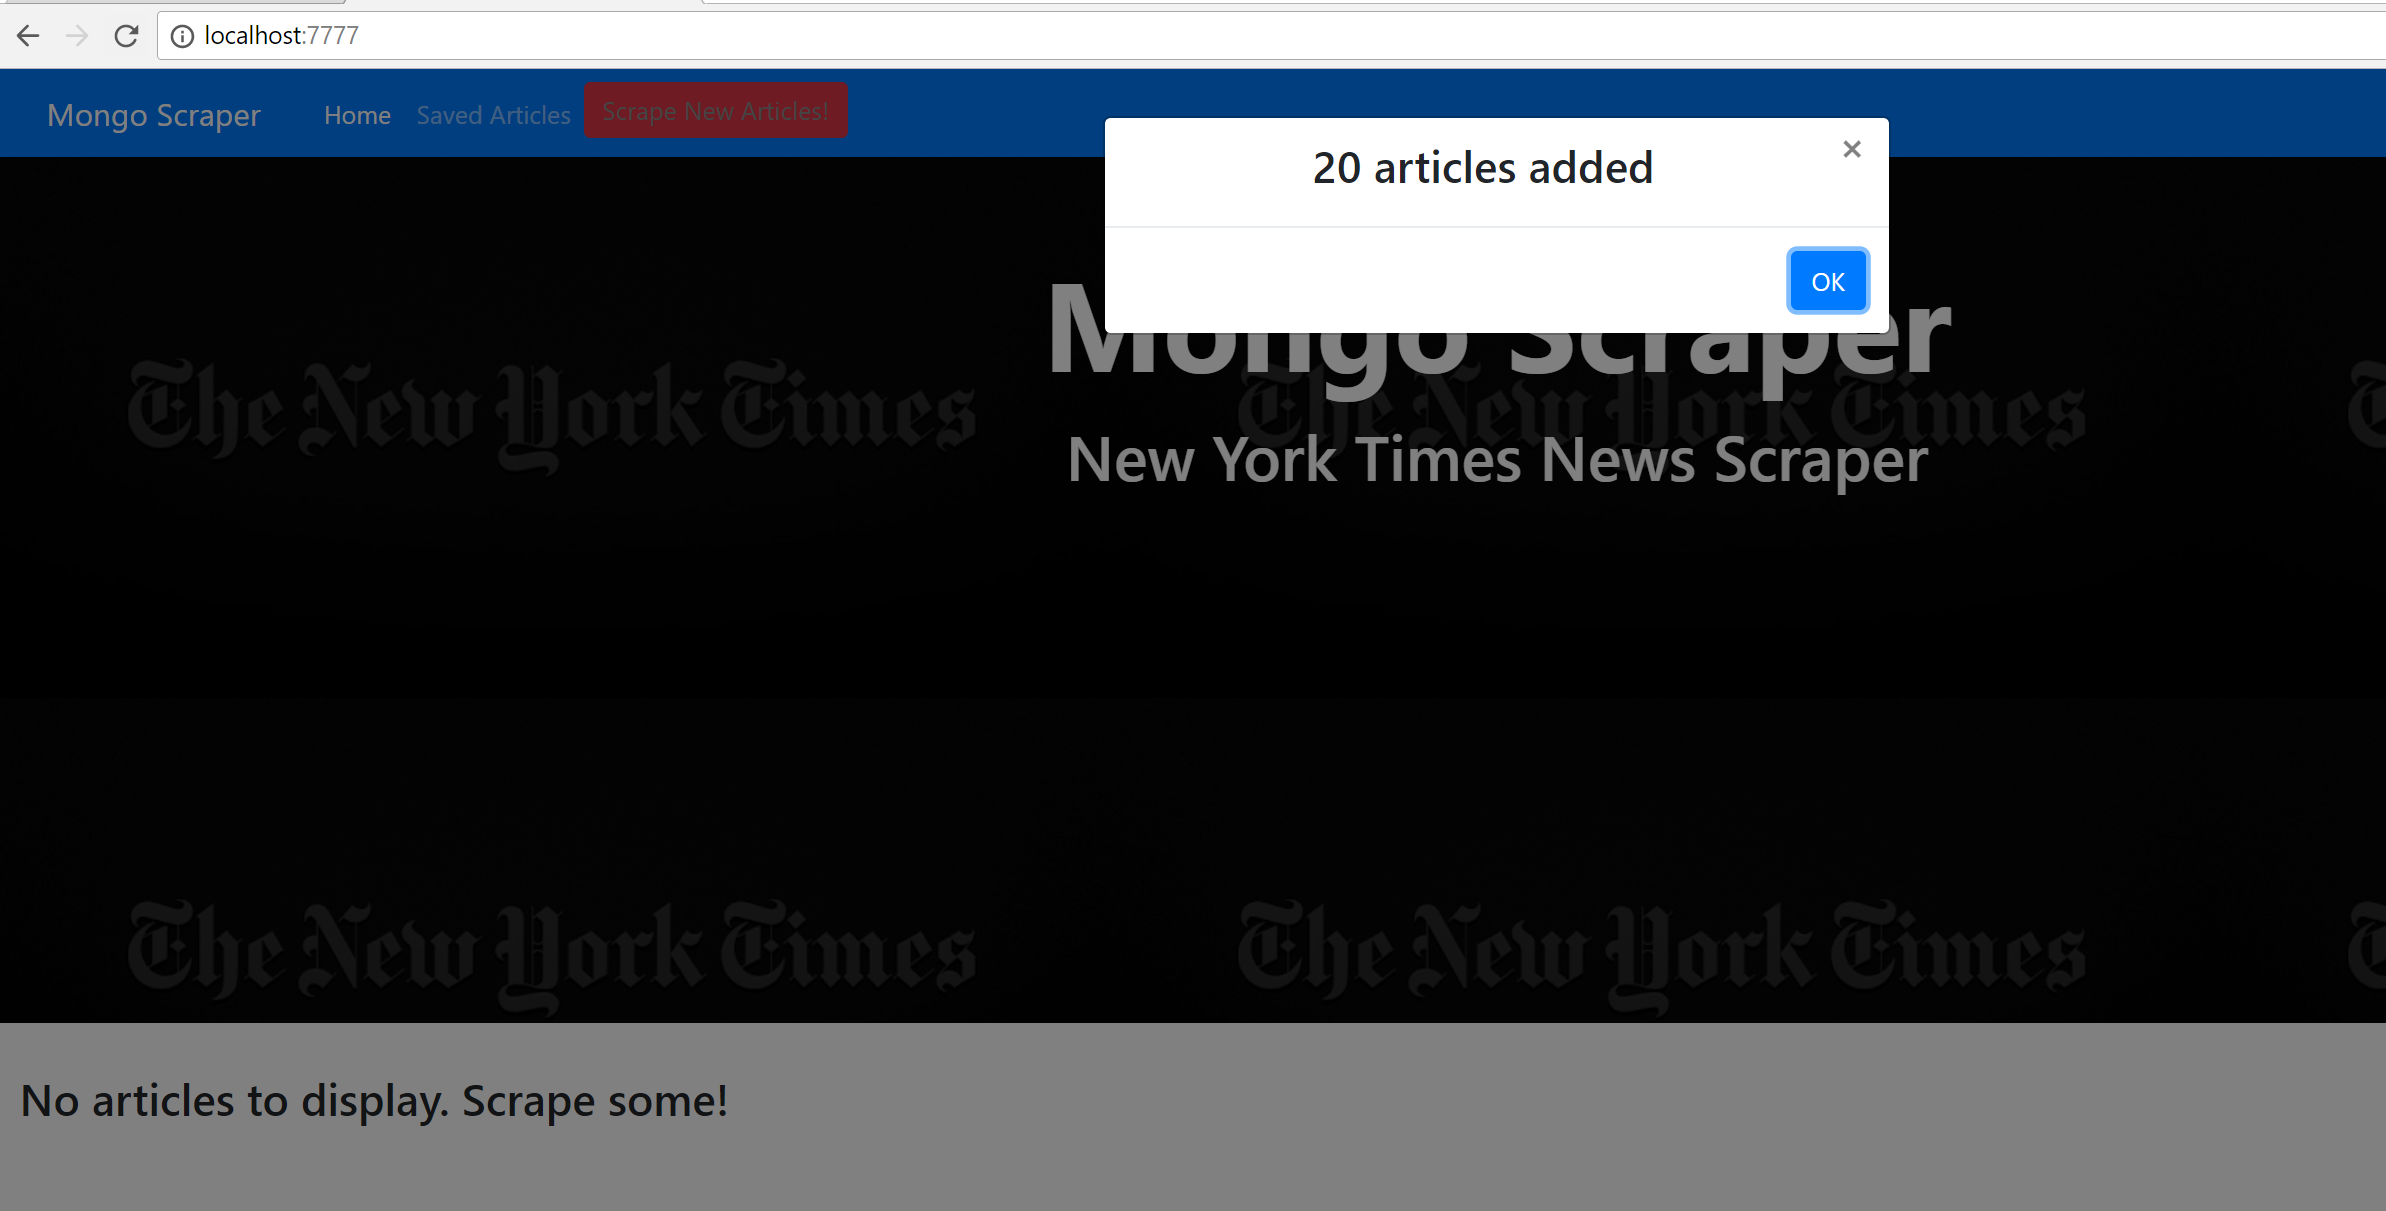 localhost:7777
Mongo Scraper Home Saved Articles Scrape New Articles!
20 articles added ×
OK
Mongo Scraper
The New York Times The New York Times
New York Times News Scraper
The New York Times The New York Times
No articles to display. Scrape some!